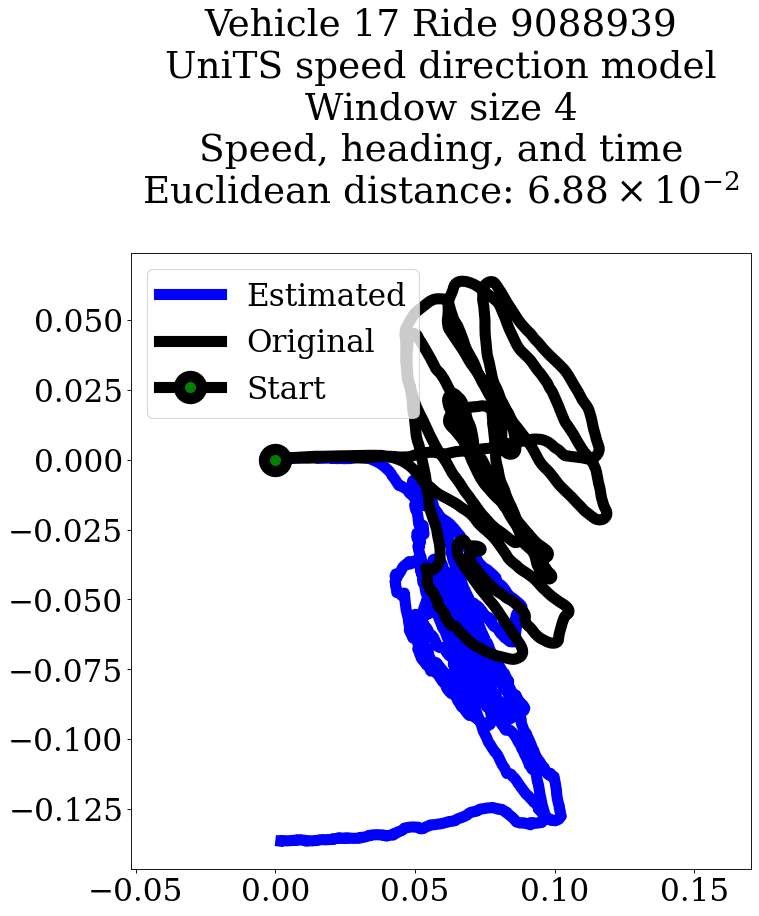 Vehicle 17 Ride 9088939
UniTS speed direction model
Window size 4
Speed, heading, and time
Euclidean distance: 6.88 × 10⁻²
Estimated
Original
Start
0.050
0.025
0.000
−0.025
−0.050
−0.075
−0.100
−0.125
−0.05 0.00 0.05 0.10 0.15